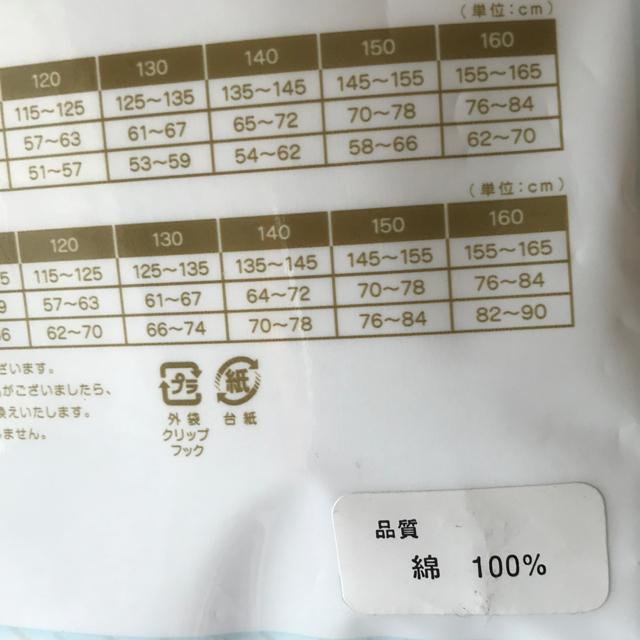 (単位:cm)
120 130 140 150 160
115~125 125~135 135~145 145~155 155~165
57~63 61~67 65~72 70~78 76~84
51~57 53~59 54~62 58~66 62~70
(単位:cm)
120 130 140 150 160
5 115~125 125~135 135~145 145~155 155~165
9 57~63 61~67 64~72 70~78 76~84
6 62~70 66~74 70~78 76~84 82~90
ざいます。
がございましたら、
換えいたします。
しません。
プラ 紙
外袋 台紙
クリップ
フック
品質
綿 100%